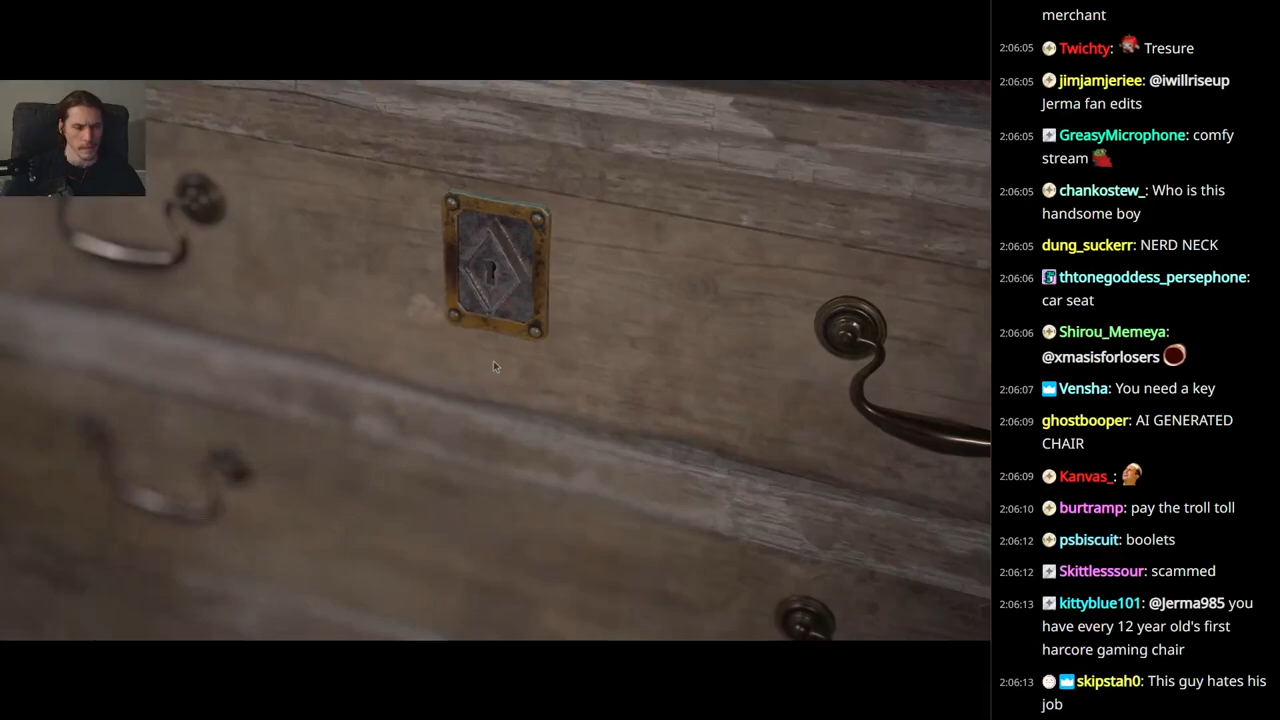 merchant
2:06:05 Twichty: Tresure
2:06:05 jimjamjeriee: @iwillriseup
Jerma fan edits
2:06:05 GreasyMicrophone: comfy
stream
2:06:05 chankostew_: Who is this
handsome boy
2:06:05 dung_suckerr: NERD NECK
2:06:06 thtonegoddess_persephone:
car seat
2:06:06 Shirou_Memeya:
@xmasisforlosers
2:06:07 Vensha: You need a key
2:06:09 ghostbooper: AI GENERATED
CHAIR
2:06:09 Kanvas_:
2:06:10 burtramp: pay the troll toll
2:06:12 psbiscuit: boolets
2:06:12 Skittlesssour: scammed
2:06:13 kittyblue101: @Jerma985 you
have every 12 year old's first
harcore gaming chair
2:06:13 skipstah0: This guy hates his
job